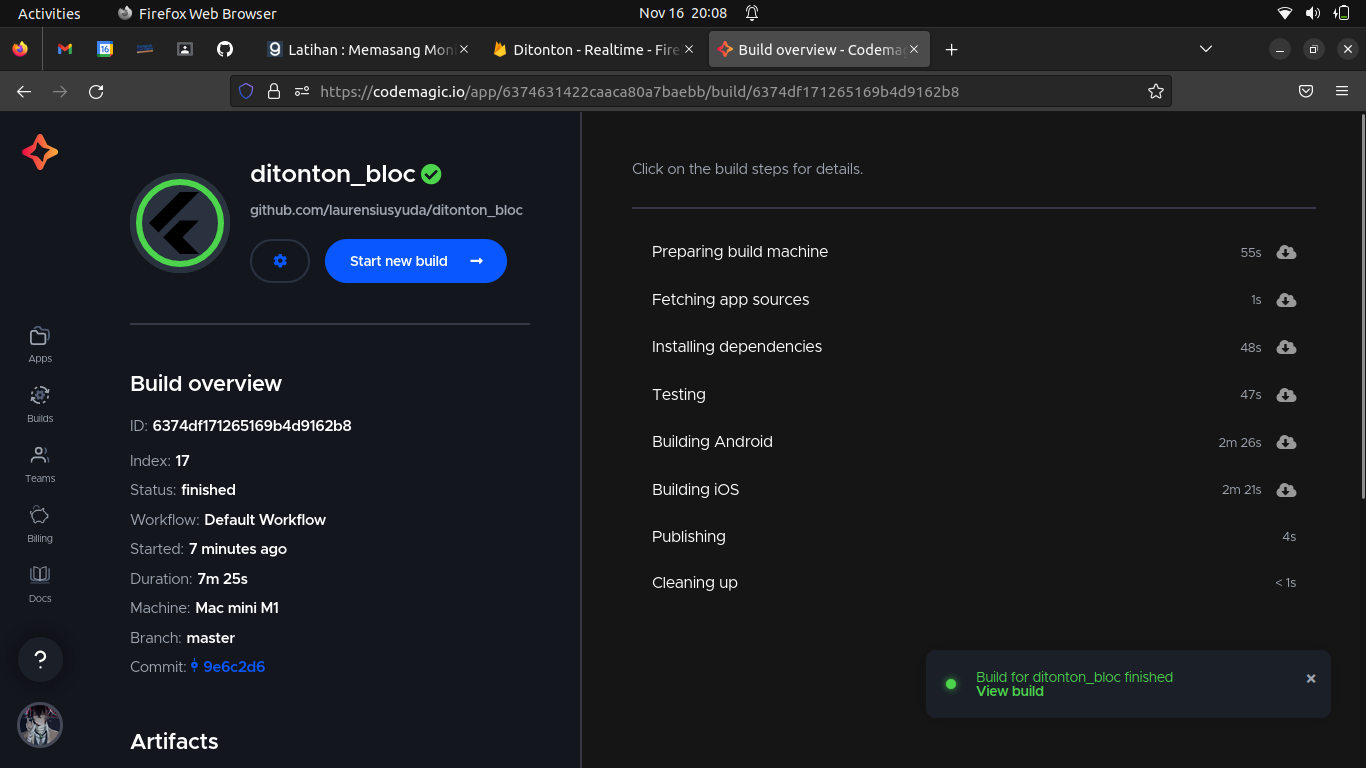 Activities
Firefox Web Browser
Nov 16 20:08
16
Latihan : Memasang Moni
Ditonton - Realtime - Fire
Build overview - Codemag
https://codemagic.io/app/6374631422caaca80a7baebb/build/6374df171265169b4d9162b8
Apps
Builds
Teams
Billing
Docs
?
ditonton_bloc
github.com/laurensiusyuda/ditonton_bloc
Start new build
Build overview
ID: 6374df171265169b4d9162b8
Index: 17
Status: finished
Workflow: Default Workflow
Started: 7 minutes ago
Duration: 7m 25s
Machine: Mac mini M1
Branch: master
Commit: 9e6c2d6
Artifacts
Click on the build steps for details.
Preparing build machine 55s
Fetching app sources 1s
Installing dependencies 48s
Testing 47s
Building Android 2m 26s
Building iOS 2m 21s
Publishing 4s
Cleaning up < 1s
Build for ditonton_bloc finished
View build